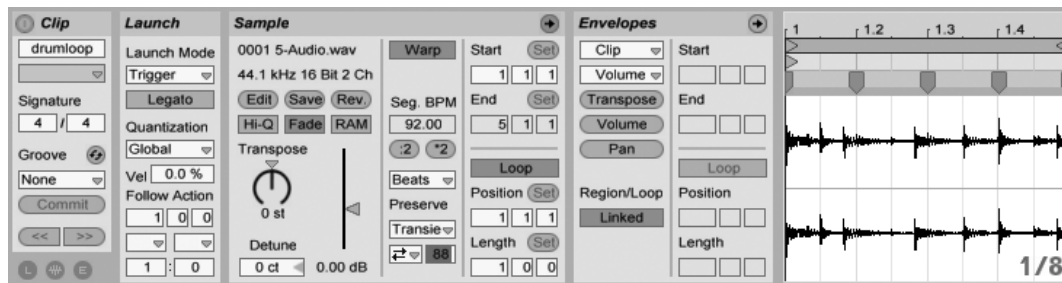 Clip
drumloop
Signature
4 / 4
Groove
None
Commit
<< >>
L E
Launch
Launch Mode
Trigger
Legato
Quantization
Global
Vel 0.0 %
Follow Action
1 0 0
1 : 0
Sample
0001 5-Audio.wav
44.1 kHz 16 Bit 2 Ch
Edit Save Rev.
Hi-Q Fade RAM
Transpose
0 st
Detune
0 ct 0.00 dB
Warp
Seg. BPM
92.00
:2 *2
Beats
Preserve
Transie
88
Start Set
1 1 1
End Set
5 1 1
Loop
Position Set
1 1 1
Length Set
1 0 0
Envelopes
Clip
Volume
Transpose
Volume
Pan
Region/Loop
Linked
Start
End
Loop
Position
Length
1 1.2 1.3 1.4
1/8